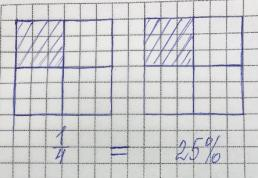 1/4 = 25%